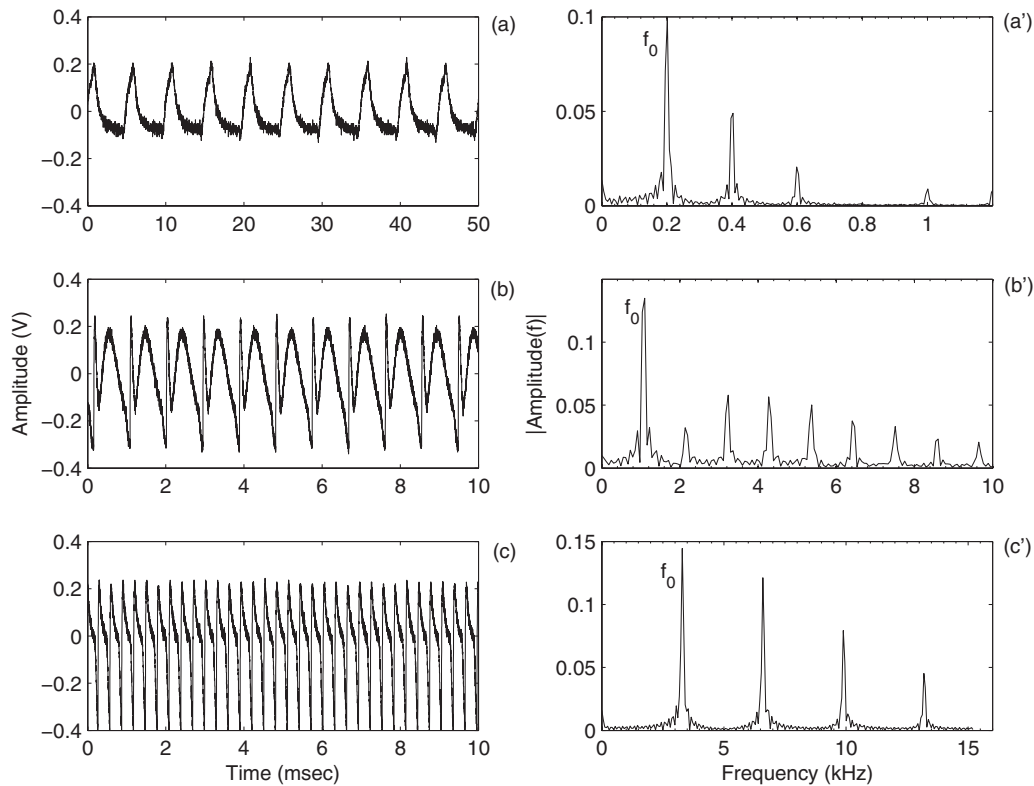 0.4
0.2
0
−0.2
−0.4
0 10 20 30 40 50
(a)
0.1
0.05
0
0 0.2 0.4 0.6 0.8 1
f0
(a')
0.4
0.2
0
−0.2
−0.4
0 2 4 6 8 10
Amplitude (V)
(b)
0.1
0.05
0
0 2 4 6 8 10
|Amplitude(f)|
f0
(b')
0.4
0.2
0
−0.2
−0.4
0 2 4 6 8 10
Time (msec)
(c)
0.15
0.1
0.05
0
0 5 10 15
Frequency (kHz)
f0
(c')